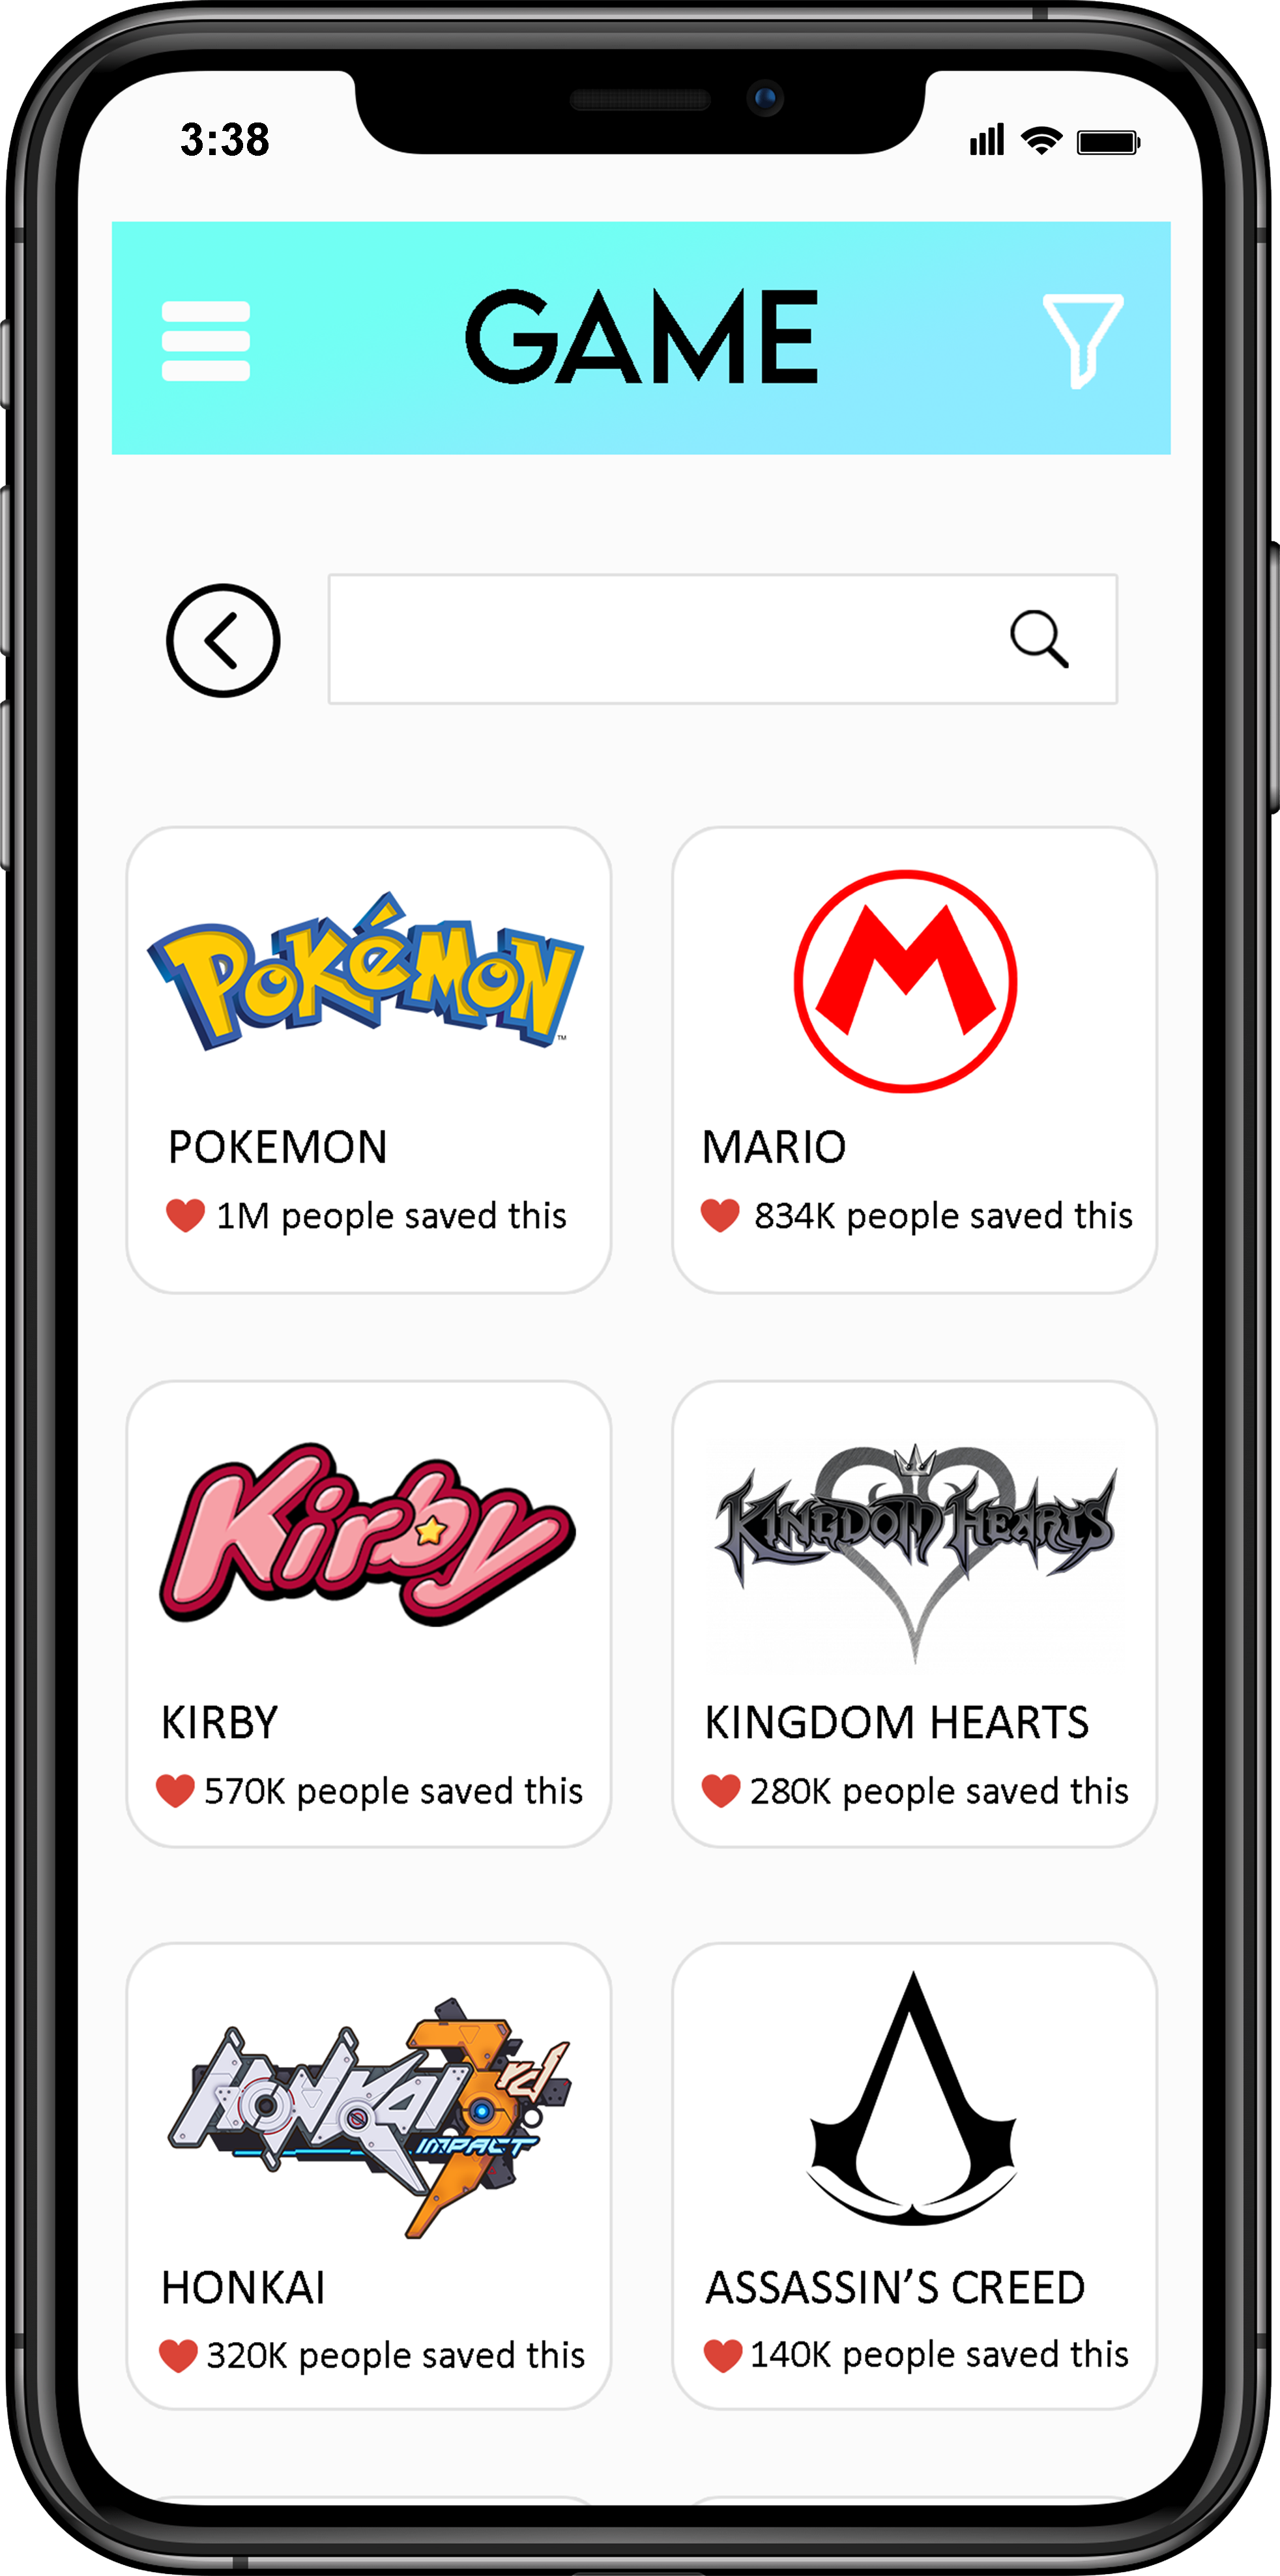 3:38
GAME
POKéMON
™
M
POKEMON
MARIO
1M people saved this
834K people saved this
Kirby
KINGDOM HEARTS
KIRBY
KINGDOM HEARTS
570K people saved this
280K people saved this
HONKAI 3rd
IMPACT
HONKAI
ASSASSIN’S CREED
320K people saved this
140K people saved this